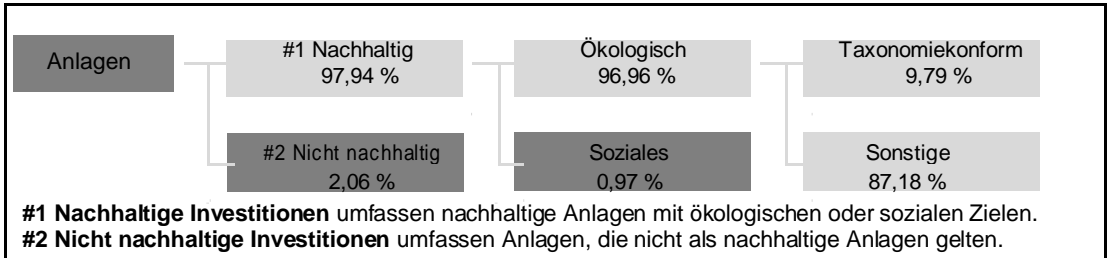 Anlagen
#1 Nachhaltig
97,94 %
Ökologisch
96,96 %
Taxonomiekonform
9,79 %
#2 Nicht nachhaltig
2,06 %
Soziales
0,97 %
Sonstige
87,18 %
#1 Nachhaltige Investitionen umfassen nachhaltige Anlagen mit ökologischen oder sozialen Zielen.
#2 Nicht nachhaltige Investitionen umfassen Anlagen, die nicht als nachhaltige Anlagen gelten.